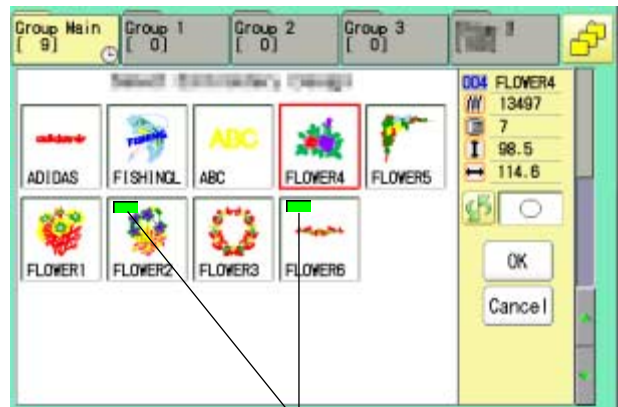 Group Main
[ 9]
Group 1
[ 0]
Group 2
[ 0]
Group 3
[ 0]
004 FLOWER4
13497
7
98.5
114.6
ADIDAS
FISHINGL
ABC
ABC
FLOWER4
FLOWER5
FLOWER1
FLOWER2
FLOWER3
FLOWER6
OK
Cancel